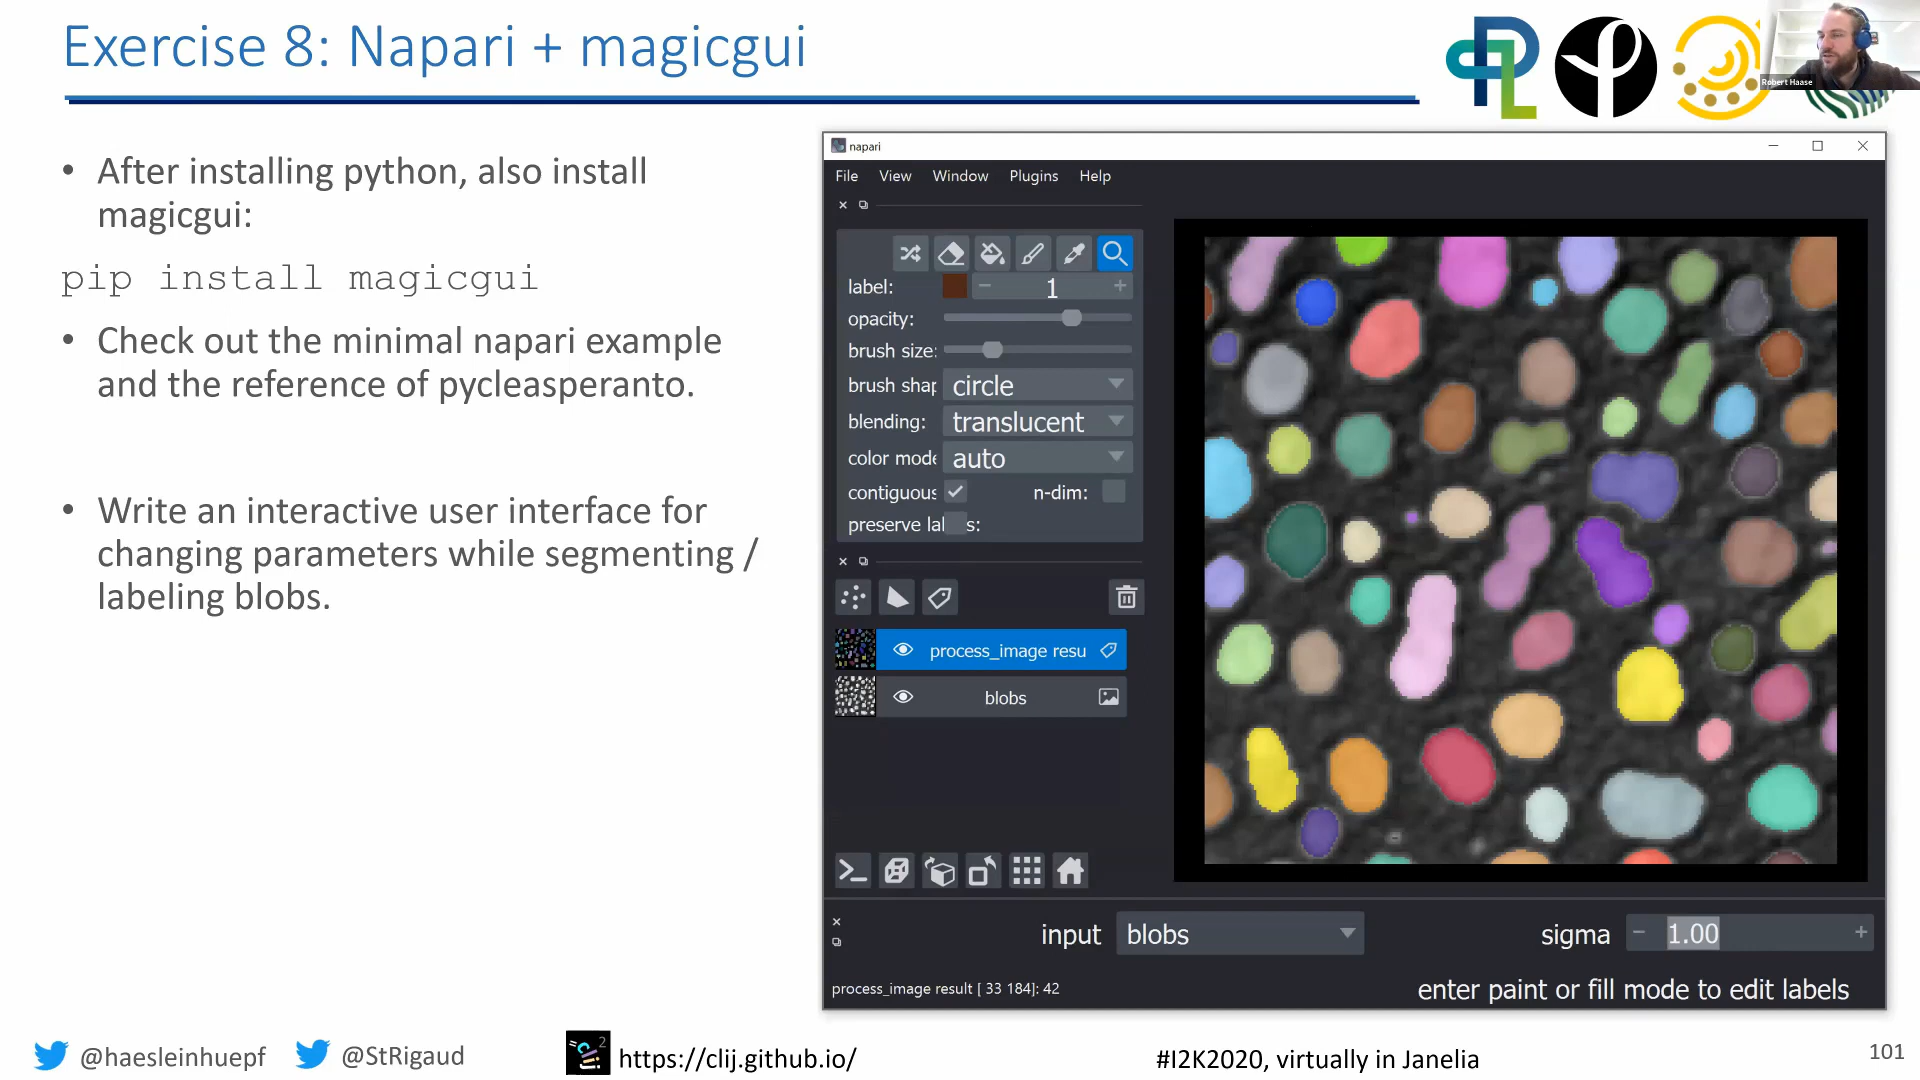 Exercise 8: Napari + magicgui
Robert Haase
• After installing python, also install
magicgui:
pip install magicgui
• Check out the minimal napari example
and the reference of pycleasperanto.
• Write an interactive user interface for
changing parameters while segmenting /
labeling blobs.
napari
File View Window Plugins Help
label: 1
opacity:
brush size:
brush shap circle
blending: translucent
color mode auto
contiguous n-dim:
preserve la s:
process_image resu
blobs
input blobs sigma 1.00
process_image result [ 33 184]: 42
enter paint or fill mode to edit labels
@haesleinhuepf @StRigaud https://clij.github.io/ #I2K2020, virtually in Janelia 101